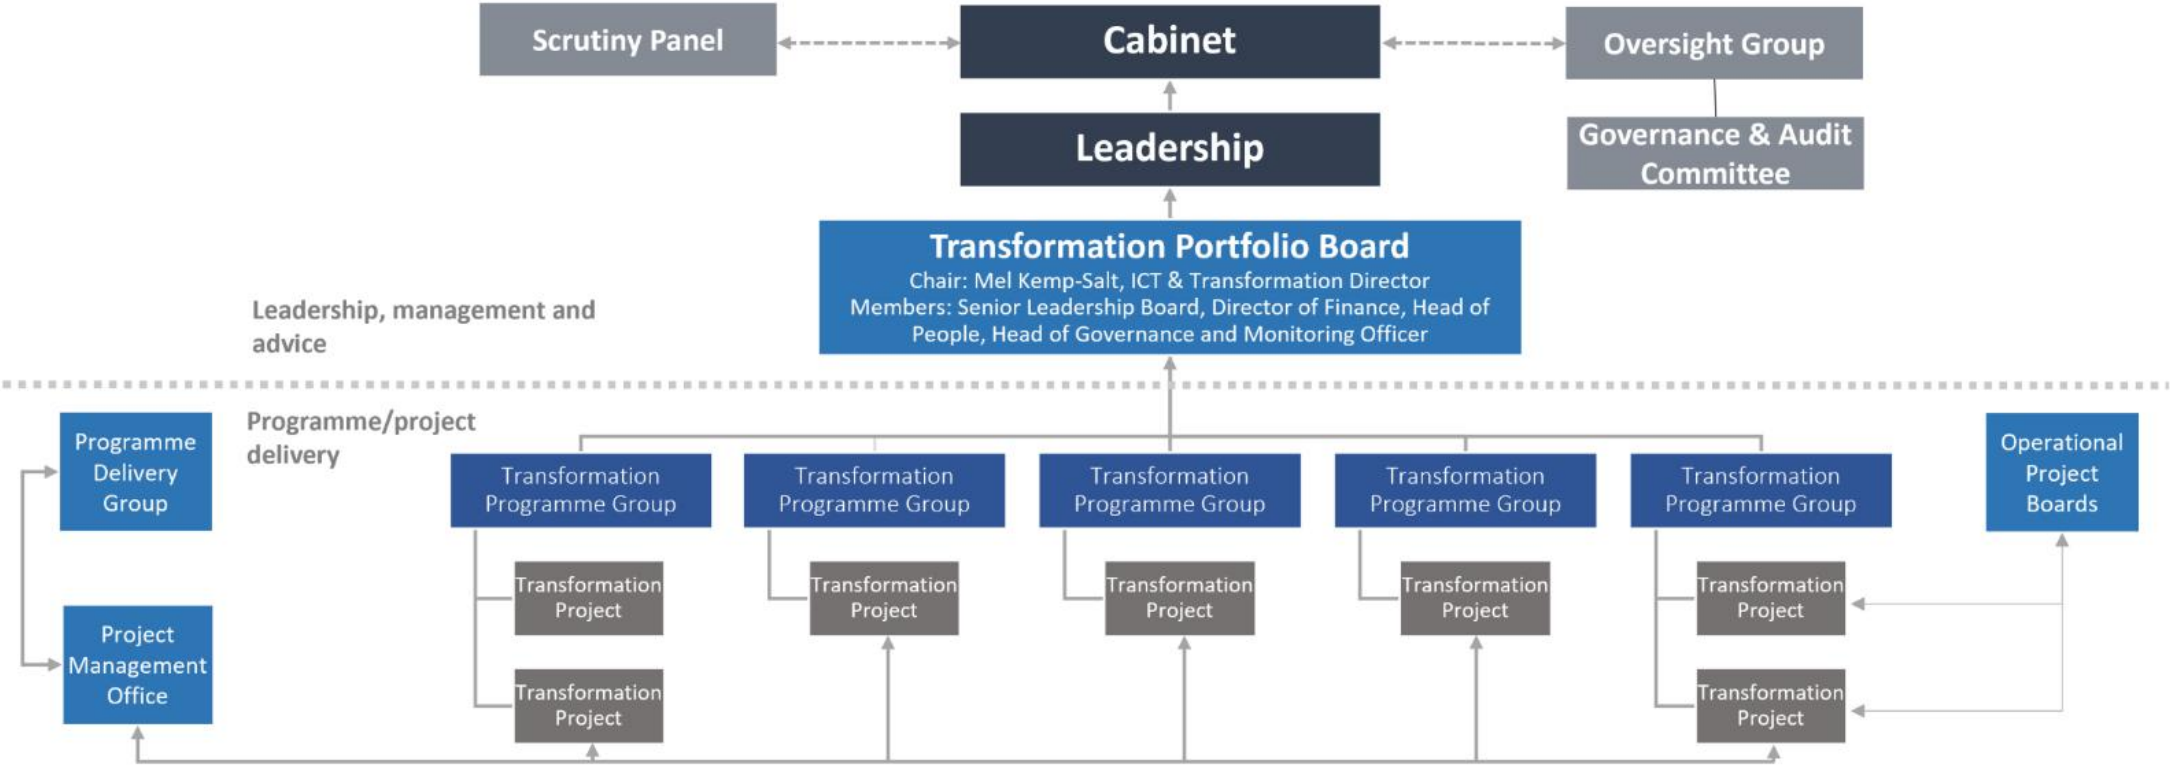 Scrutiny Panel
Cabinet
Oversight Group
Leadership
Governance & Audit
Committee
Transformation Portfolio Board
Chair: Mel Kemp-Salt, ICT & Transformation Director
Members: Senior Leadership Board, Director of Finance, Head of
People, Head of Governance and Monitoring Officer
Leadership, management and
advice
Programme/project
delivery
Programme
Delivery
Group
Transformation
Programme Group
Transformation
Programme Group
Transformation
Programme Group
Transformation
Programme Group
Transformation
Programme Group
Operational
Project
Boards
Transformation
Project
Transformation
Project
Transformation
Project
Transformation
Project
Transformation
Project
Project
Management
Office
Transformation
Project
Transformation
Project